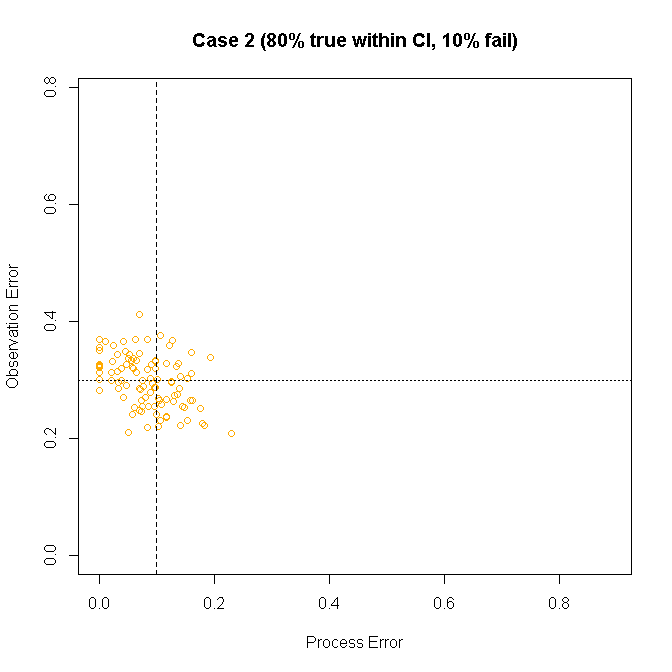 Case 2 (80% true within CI, 10% fail)
0.8
0.6
0.4
0.2
0.0
Observation Error
0.0 0.2 0.4 0.6 0.8
Process Error